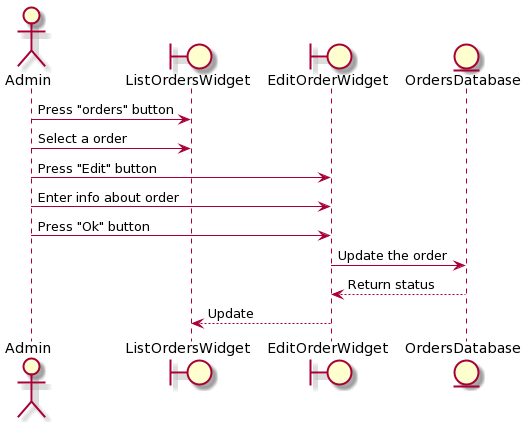 Admin
ListOrdersWidget
EditOrderWidget
OrdersDatabase
Press "orders" button
Select a order
Press "Edit" button
Enter info about order
Press "Ok" button
Update the order
Return status
Update
Admin
ListOrdersWidget
EditOrderWidget
OrdersDatabase